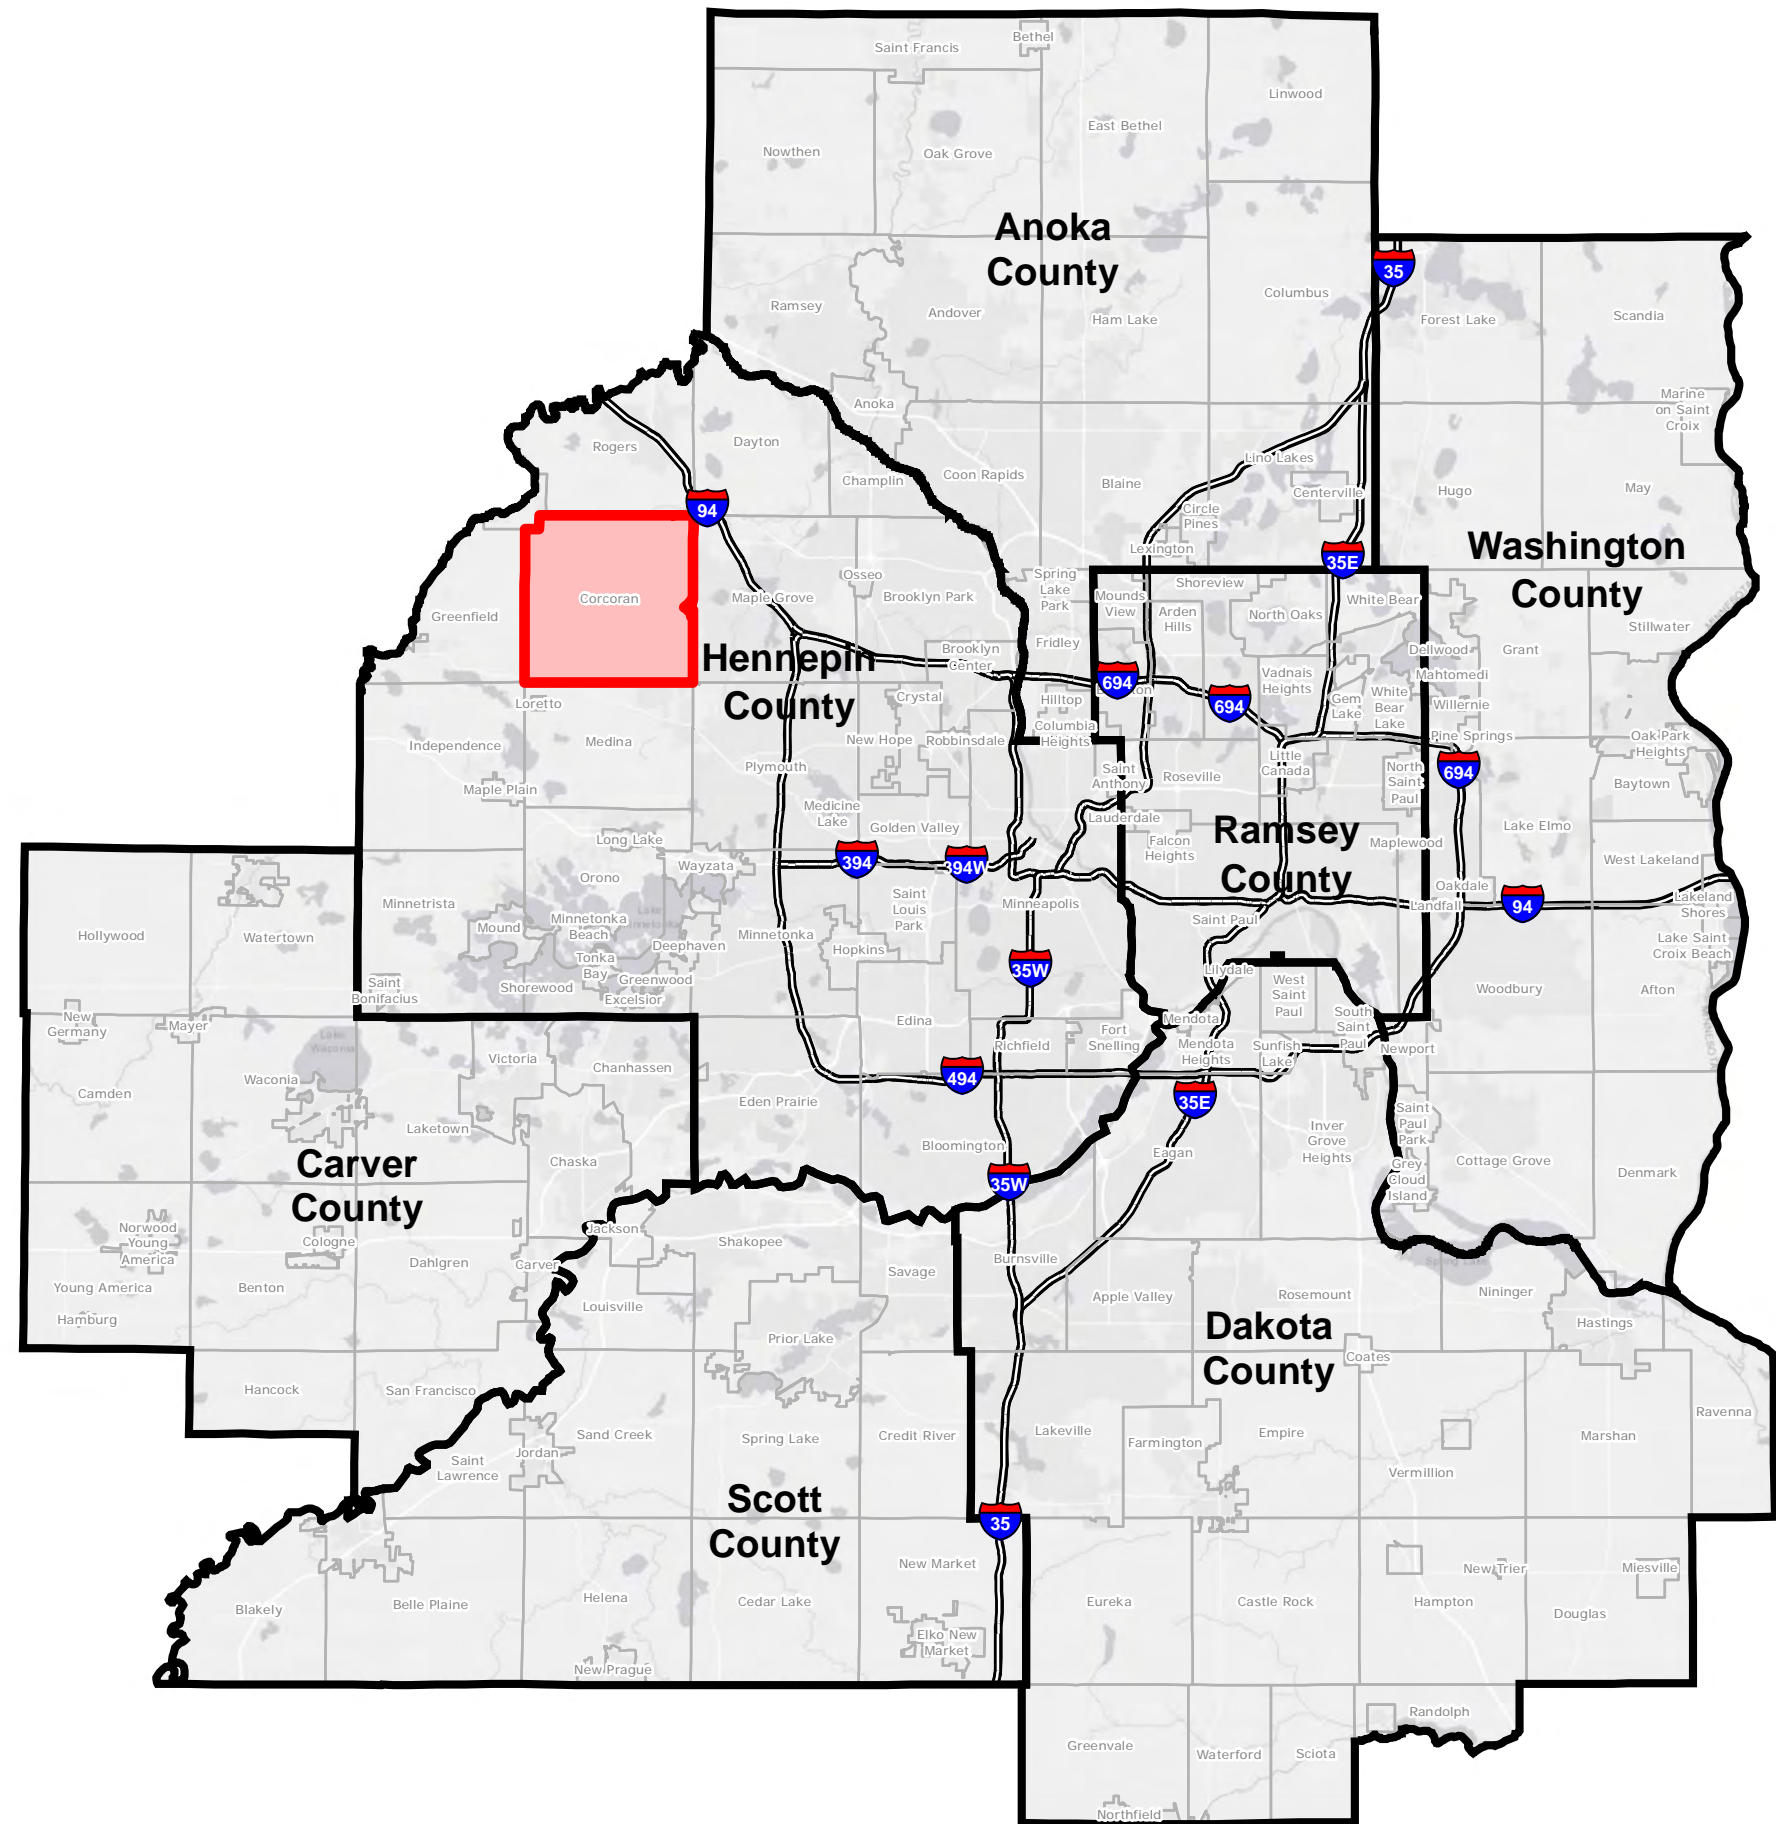 Bethel
Saint Francis
Linwood
East Bethel
Nowthen
Oak Grove
Anoka
County
Columbus
Ramsey
Andover
Ham Lake
35
Forest Lake
Scandia
Anoka
Marine
on Saint
Croix
Rogers
Dayton
Champlin
Coon Rapids
Blaine
Lino Lakes
Centerville
Hugo
May
94
Circle
Pines
Lexington
35E
Washington
County
Corcoran
Greenfield
Maple Grove
Osseo
Brooklyn Park
Spring
Lake
Park
Mounds
View
Shoreview
Arden
Hills
North Oaks
White Bear
Stillwater
Hennepin
County
Brooklyn
Center
Fridley
Dellwood
Grant
Mahtomedi
694
694
Vadnais
Heights
Gem
Lake
White
Bear
Lake
Willernie
Loretto
Crystal
Hilltop
Columbia
Heights
Independence
Medina
New Hope
Robbinsdale
Pine Springs
Oak Park
Heights
Plymouth
Maple Plain
Saint
Anthony
Roseville
Little
Canada
North
Saint
Paul
694
Baytown
Medicine
Lake
Golden Valley
Lauderdale
Ramsey
County
Lake Elmo
Long Lake
Wayzata
394
94W
Falcon
Heights
Maplewood
West Lakeland
Orono
Minnetrista
Saint
Louis
Park
Minneapolis
Oakdale
Landfall
94
Lakeland
Shores
Hollywood
Watertown
Mound
Minnetonka
Beach
Lake
Minnetonka
Deephaven
Minnetonka
Hopkins
Saint Paul
Lake Saint
Croix Beach
Tonka
Bay
Greenwood
Shorewood
Excelsior
Saint
Bonifacius
35W
Lilydale
West
Saint
Paul
Woodbury
Afton
New
Germany
Mayer
Lake
Waconia
Victoria
Chanhassen
Edina
Richfield
Fort
Snelling
Mendota
Mendota
Heights
Sunfish
Lake
South
Saint
Paul
Newport
Waconia
Camden
494
35E
Eden Prairie
Laketown
Bloomington
Eagan
Inver
Grove
Heights
Saint
Paul
Park
Carver
County
Chaska
Grey
Cloud
Island
Cottage Grove
Denmark
35W
Norwood
Young
America
Cologne
Jackson
Shakopee
Burnsville
Dahlgren
Carver
Savage
Spring Lake
Young America
Benton
Louisville
Apple Valley
Rosemount
Nininger
Hamburg
Prior Lake
Dakota
County
Hastings
Coates
Hancock
San Francisco
Ravenna
Sand Creek
Spring Lake
Credit River
Lakeville
Farmington
Empire
Marshan
Saint
Lawrence
Jordan
Vermillion
Scott
County
35
New Market
New Trier
Miesville
Blakely
Belle Plaine
Helena
Cedar Lake
Eureka
Castle Rock
Hampton
Douglas
Elko New
Market
New Prague
Randolph
Greenvale
Waterford
Sciota
Northfield